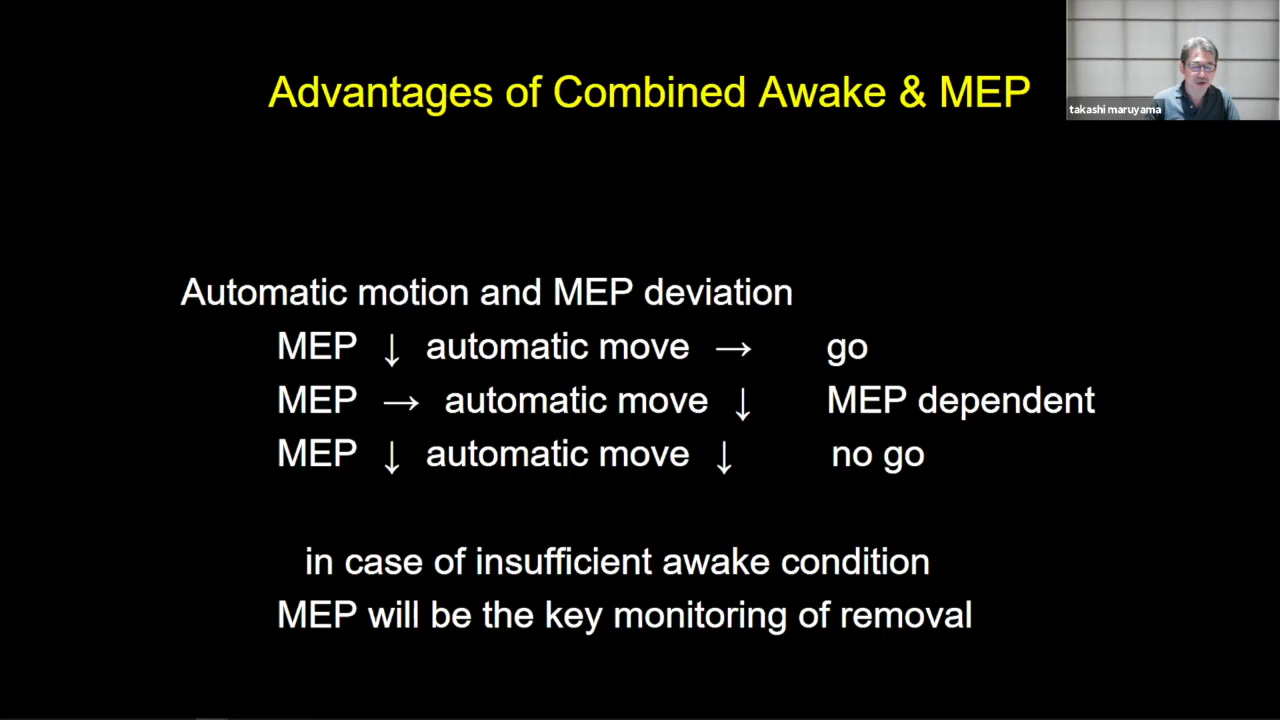 Advantages of Combined Awake & MEP
takashi maruyama
Automatic motion and MEP deviation
MEP ↓ automatic move → go
MEP → automatic move ↓ MEP dependent
MEP ↓ automatic move ↓ no go
in case of insufficient awake condition
MEP will be the key monitoring of removal